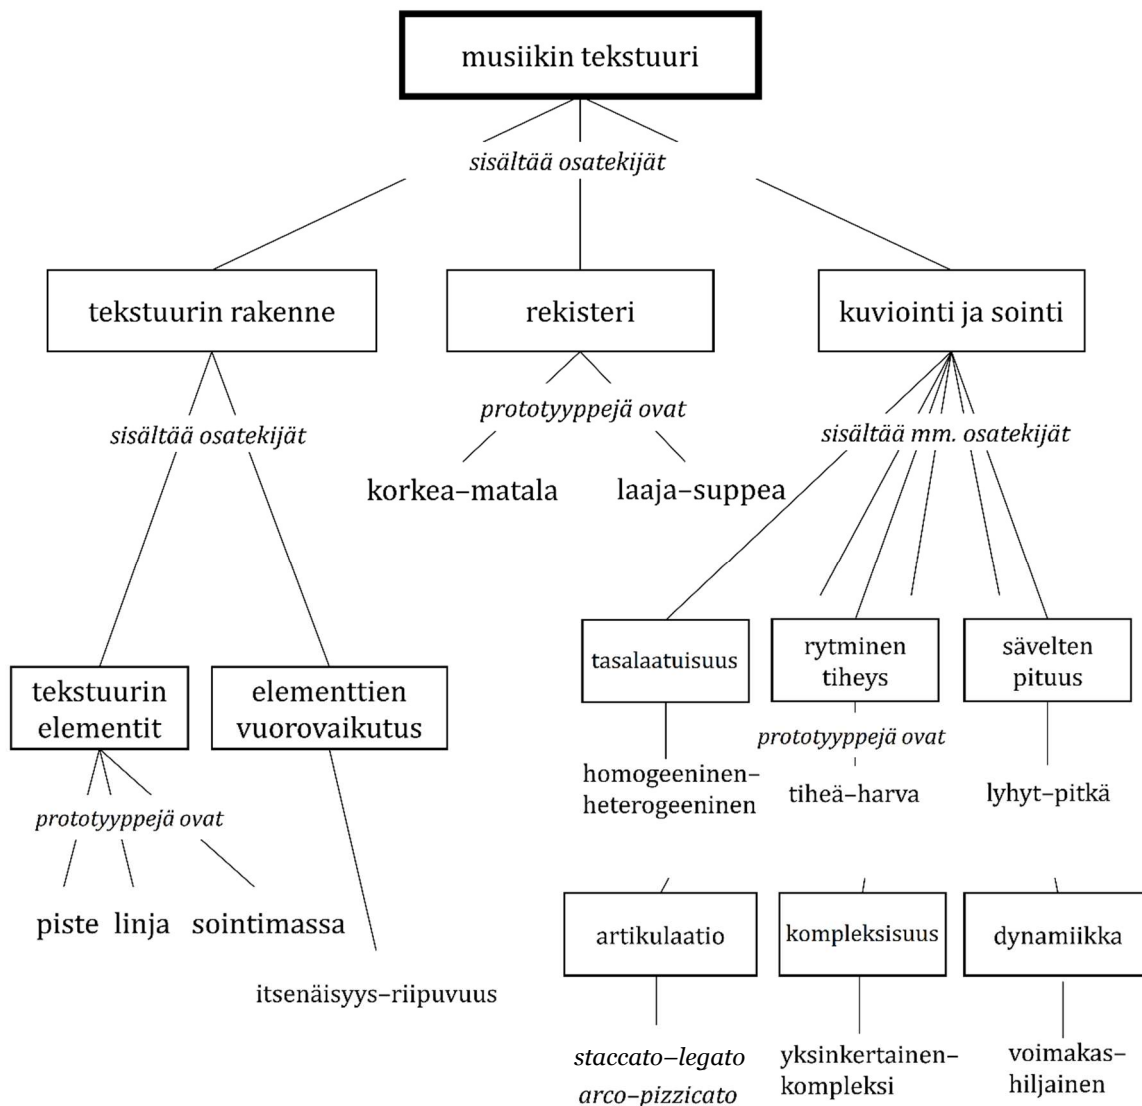 musiikin tekstuuri
sisältää osatekijät
tekstuurin rakenne
rekisteri
kuviointi ja sointi
sisältää osatekijät
prototyyppejä ovat
sisältää mm. osatekijät
korkea–matala
laaja–suppea
tekstuurin
elementit
elementtien
vuorovaikutus
tasalaatuisuus
rytminen
tiheys
sävelten
pituus
prototyyppejä ovat
homogeeninen–
heterogeeninen
tiheä–harva
lyhyt–pitkä
prototyyppejä ovat
piste
linja
sointimassa
artikulaatio
kompleksisuus
dynamiikka
itsenäisyys–riipuvuus
staccato–legato
arco–pizzicato
yksinkertainen–
kompleksi
voimakas–
hiljainen